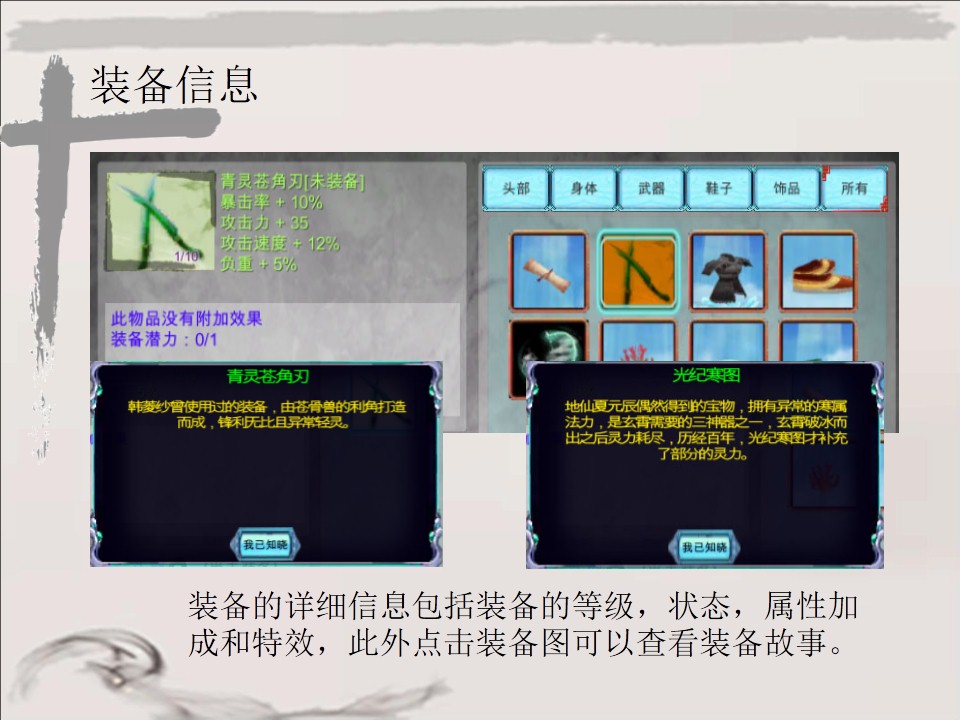 装备信息
青灵苍角刃[未装备]
暴击率 + 10%
攻击力 + 35
攻击速度 + 12%
负重 + 5%
1/10
此物品没有附加效果
装备潜力：0/1
头部
身体
武器
鞋子
饰品
所有
青灵苍角刃
韩菱纱曾使用过的装备，由苍骨兽的利角打造
而成，锋利无比且异常轻灵。
我已知晓
光纪寒图
地仙夏元辰偶然得到的宝物，拥有异常的寒属
法力，是玄霄需要的三神器之一，玄霄破冰而
出之后灵力耗尽，历经百年，光纪寒图才补充
了部分的灵力。
我已知晓
装备的详细信息包括装备的等级，状态，属性加
成和特效，此外点击装备图可以查看装备故事。